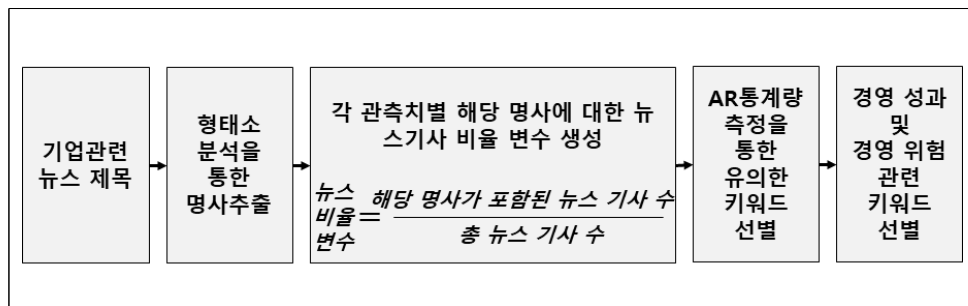 기업관련
뉴스 제목
형태소
분석을
통한
명사추출
각 관측치별 해당 명사에 대한 뉴
스기사 비율 변수 생성
뉴스
비율
변수
=
해당 명사가 포함된 뉴스 기사 수
총 뉴스 기사 수
AR통계량
측정을
통한
유의한
키워드
선별
경영 성과
및
경영 위험
관련
키워드
선별